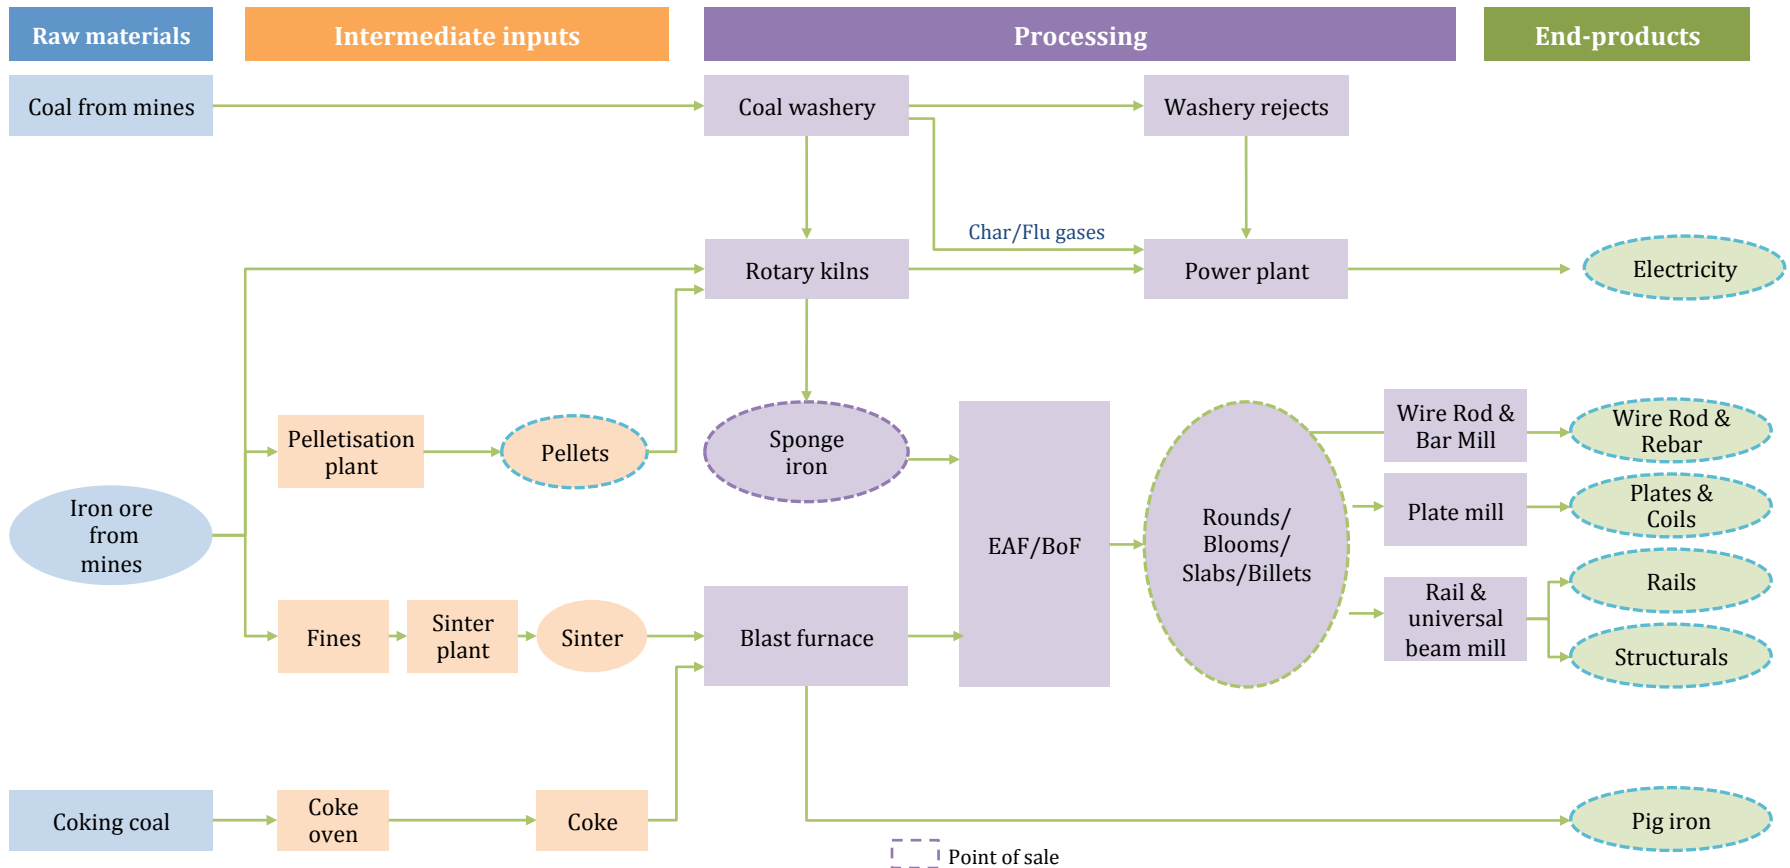 Raw materials
Intermediate inputs
Processing
End-products
Coal from mines
Coal washery
Washery rejects
Char/Flu gases
Rotary kilns
Power plant
Electricity
Pelletisation
plant
Pellets
Sponge
iron
Wire Rod &
Bar Mill
Wire Rod &
Rebar
Iron ore
from
mines
EAF/BoF
Rounds/
Blooms/
Slabs/Billets
Plate mill
Plates &
Coils
Fines
Sinter
plant
Sinter
Blast furnace
Rail &
universal
beam mill
Rails
Structurals
Coking coal
Coke
oven
Coke
Pig iron
Point of sale